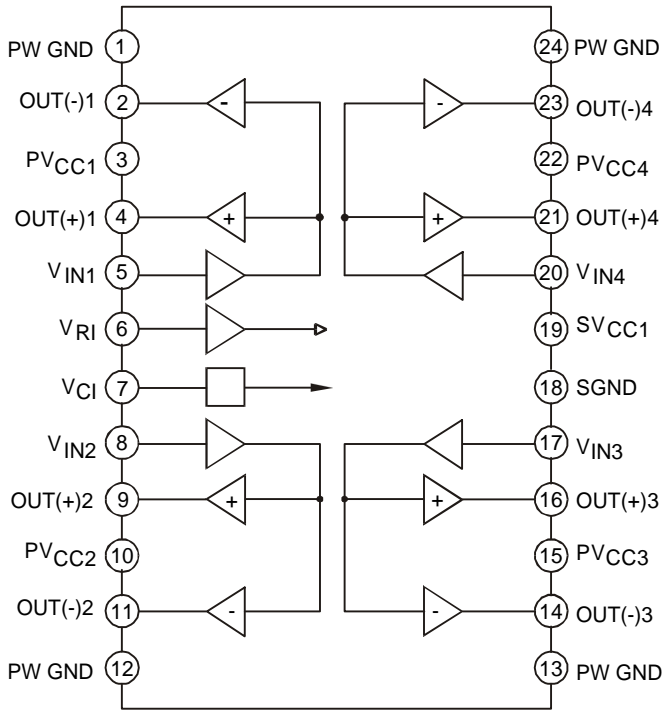 PW GND 1
OUT(-)1 2 -
PVCC1 3
OUT(+)1 4 +
VIN1 5
VRI 6
VCI 7
VIN2 8
OUT(+)2 9 +
PVCC2 10
OUT(-)2 11 -
PW GND 12
24 PW GND
- 23 OUT(-)4
22 PVCC4
+ 21 OUT(+)4
20 VIN4
19 SVCC1
18 SGND
17 VIN3
+ 16 OUT(+)3
15 PVCC3
- 14 OUT(-)3
13 PW GND